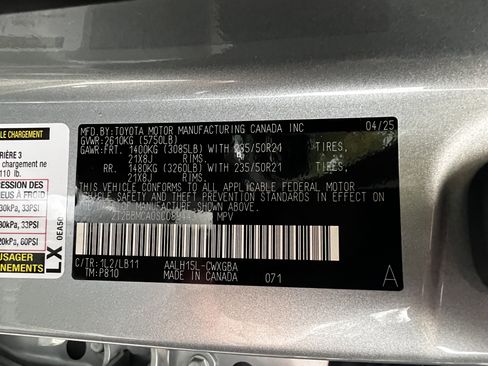 MFD.BY: TOYOTA MOTOR MANUFACTURING CANADA INC 04/25
GVWR: 2610KG (5750LB)
GAWR: FRT. 1400KG (3085LB) WITH 235/50R21 TIRES,
21X8J RIMS.
RR. 1480KG (3260LB) WITH 235/50R21 TIRES,
21X8J RIMS.
THIS VEHICLE CONFORMS TO ALL APPLICABLE FEDERAL MOTOR
VEHICLE SAFETY AND THEFT PREVENTION STANDARDS IN EFFECT
ON THE DATE OF MANUFACTURE SHOWN ABOVE.
MPV
C/TR: 1L2/LB11 AALH15L-CWXGBA
TM: P810 MADE IN CANADA 071 A
LE CHARGEMENT
ARRIÈRE 3
chargement ne
110 lb.
À FROID
30kPa, 33PSI
30kPa, 33PSI
20kPa, 60PSI
USAGER
LX
0EA50